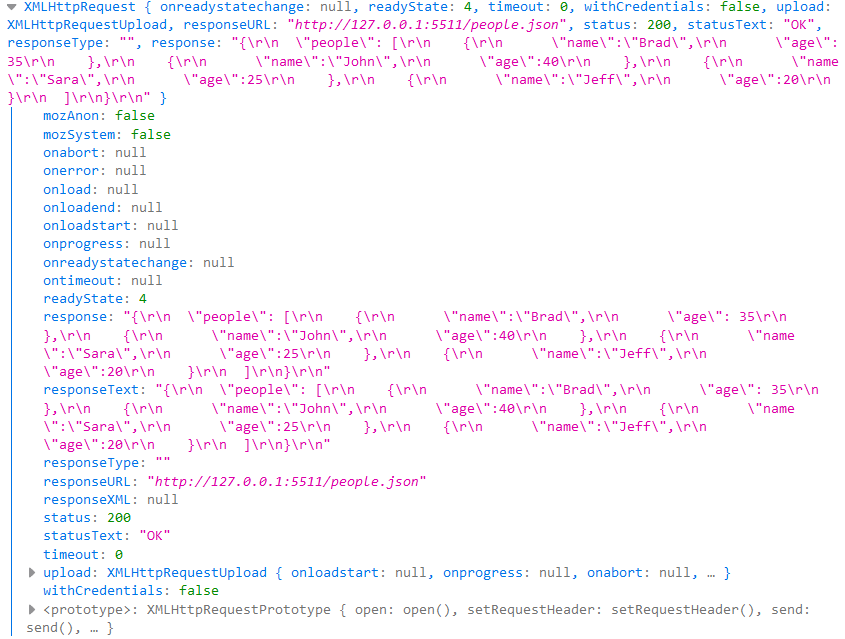 XMLHttpRequest { onreadystatechange: null, readyState: 4, timeout: 0, withCredentials: false, upload:
XMLHttpRequestUpload, responseURL: "http://127.0.0.1:5511/people.json", status: 200, statusText: "OK",
responseType: "", response: "{\r\n  \"people\": [\r\n    {\r\n      \"name\":\"Brad\",\r\n      \"age\":
35\r\n    },\r\n    {\r\n      \"name\":\"John\",\r\n      \"age\":40\r\n    },\r\n    {\r\n      \"name
\":\"Sara\",\r\n      \"age\":25\r\n    },\r\n    {\r\n      \"name\":\"Jeff\",\r\n      \"age\":20\r\n
}\r\n  ]\r\n}\r\n" }
mozAnon: false
mozSystem: false
onabort: null
onerror: null
onload: null
onloadend: null
onloadstart: null
onprogress: null
onreadystatechange: null
ontimeout: null
readyState: 4
response: "{\r\n  \"people\": [\r\n    {\r\n      \"name\":\"Brad\",\r\n      \"age\": 35\r\n
},\r\n    {\r\n      \"name\":\"John\",\r\n      \"age\":40\r\n    },\r\n    {\r\n      \"name
\":\"Sara\",\r\n      \"age\":25\r\n    },\r\n    {\r\n      \"name\":\"Jeff\",\r\n
\"age\":20\r\n    }\r\n  ]\r\n}\r\n"
responseText: "{\r\n  \"people\": [\r\n    {\r\n      \"name\":\"Brad\",\r\n      \"age\": 35\r\n
},\r\n    {\r\n      \"name\":\"John\",\r\n      \"age\":40\r\n    },\r\n    {\r\n      \"name
\":\"Sara\",\r\n      \"age\":25\r\n    },\r\n    {\r\n      \"name\":\"Jeff\",\r\n
\"age\":20\r\n    }\r\n  ]\r\n}\r\n"
responseType: ""
responseURL: "http://127.0.0.1:5511/people.json"
responseXML: null
status: 200
statusText: "OK"
timeout: 0
upload: XMLHttpRequestUpload { onloadstart: null, onprogress: null, onabort: null, … }
withCredentials: false
<prototype>: XMLHttpRequestPrototype { open: open(), setRequestHeader: setRequestHeader(), send:
send(), … }